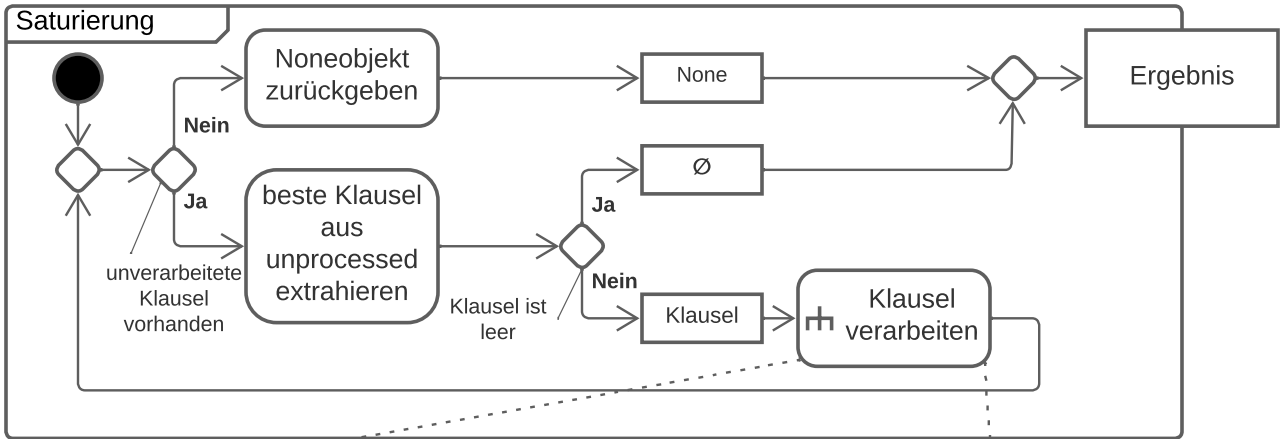 Saturierung
Noneobjekt
zurückgeben
None
Ergebnis
Nein
Ja
unverarbeitete
Klausel
vorhanden
beste Klausel
aus
unprocessed
extrahieren
Ja
Ø
Nein
Klausel ist
leer
Klausel
Klausel
verarbeiten